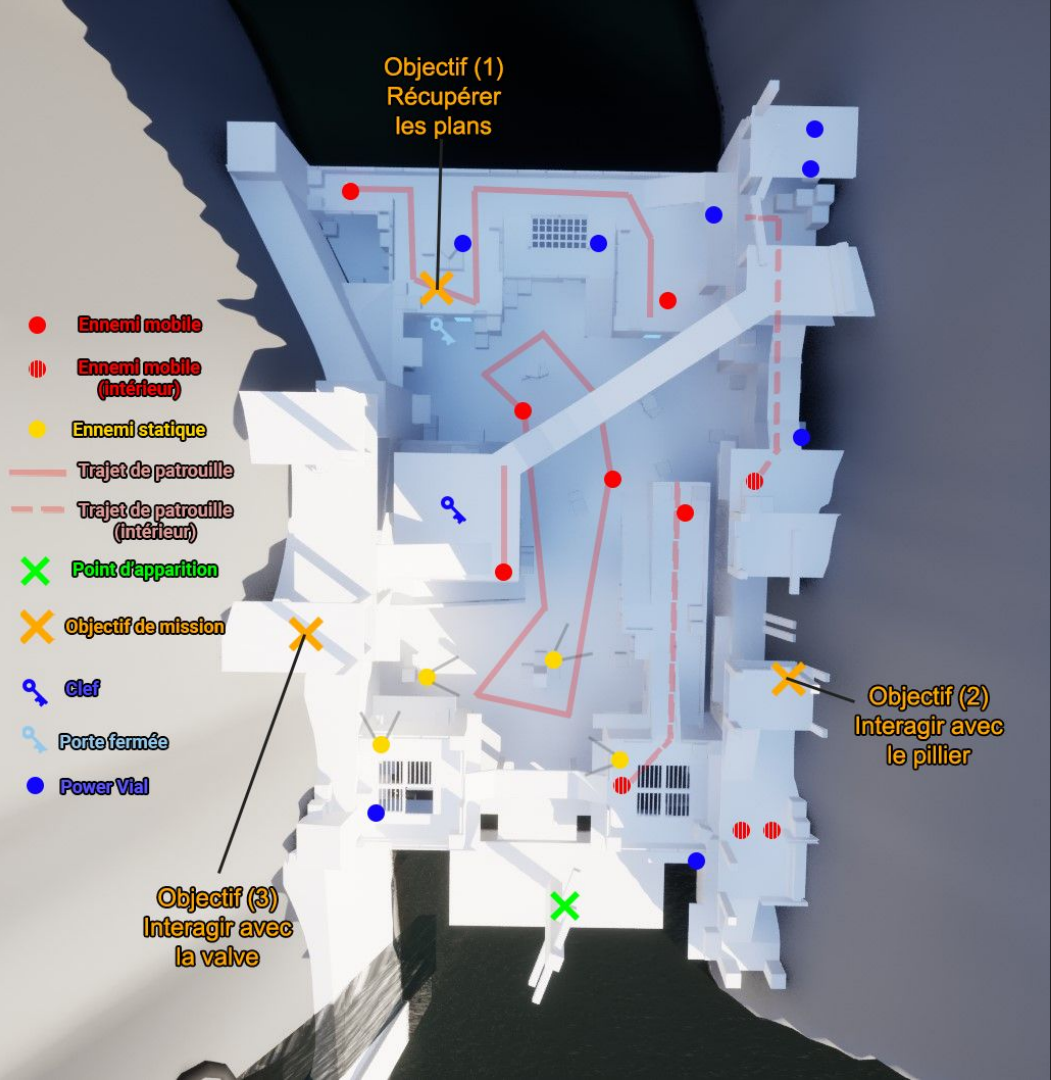 Objectif (1)
Récupérer
les plans
Ennemi mobile
Ennemi mobile
(intérieur)
Ennemi statique
Trajet de patrouille
Trajet de patrouille
(intérieur)
Point d'apparition
Objectif de mission
Clef
Porte fermée
Power Vial
Objectif (2)
Interagir avec
le pillier
Objectif (3)
Interagir avec
la valve